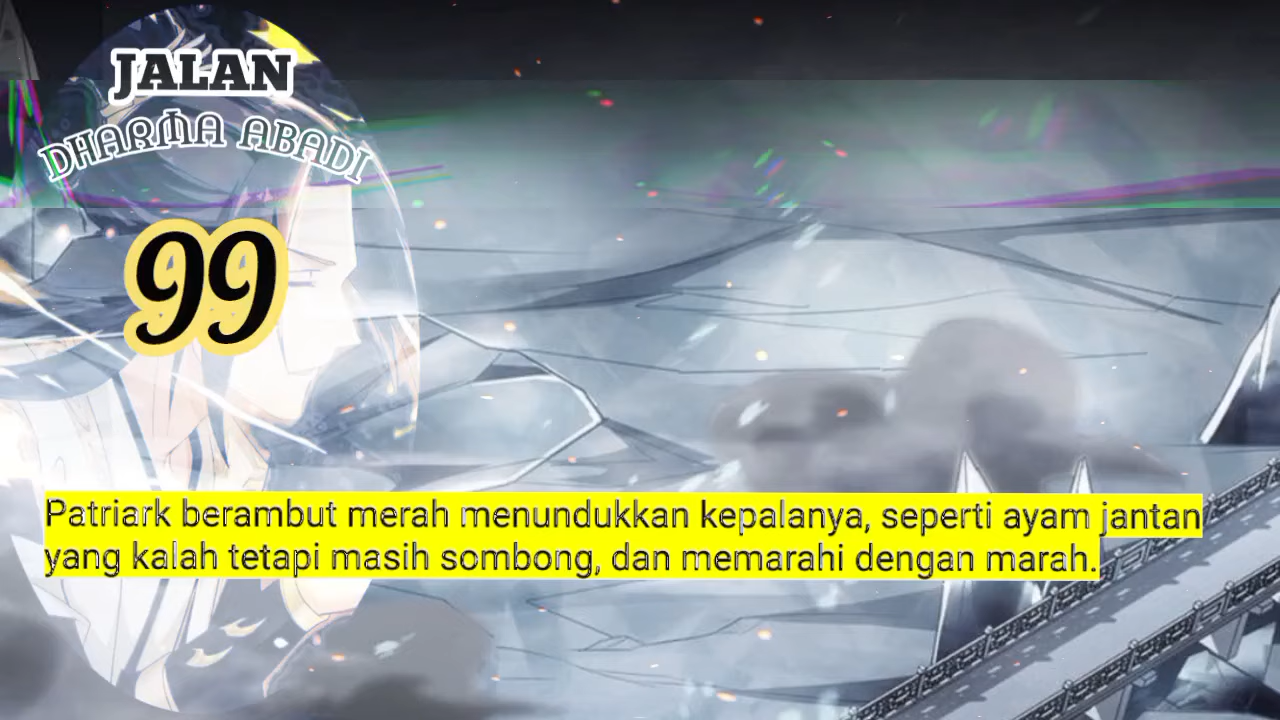 JALAN
DHARMA ABADI
99
Patriark berambut merah menundukkan kepalanya, seperti ayam jantan
yang kalah tetapi masih sombong, dan memarahi dengan marah.